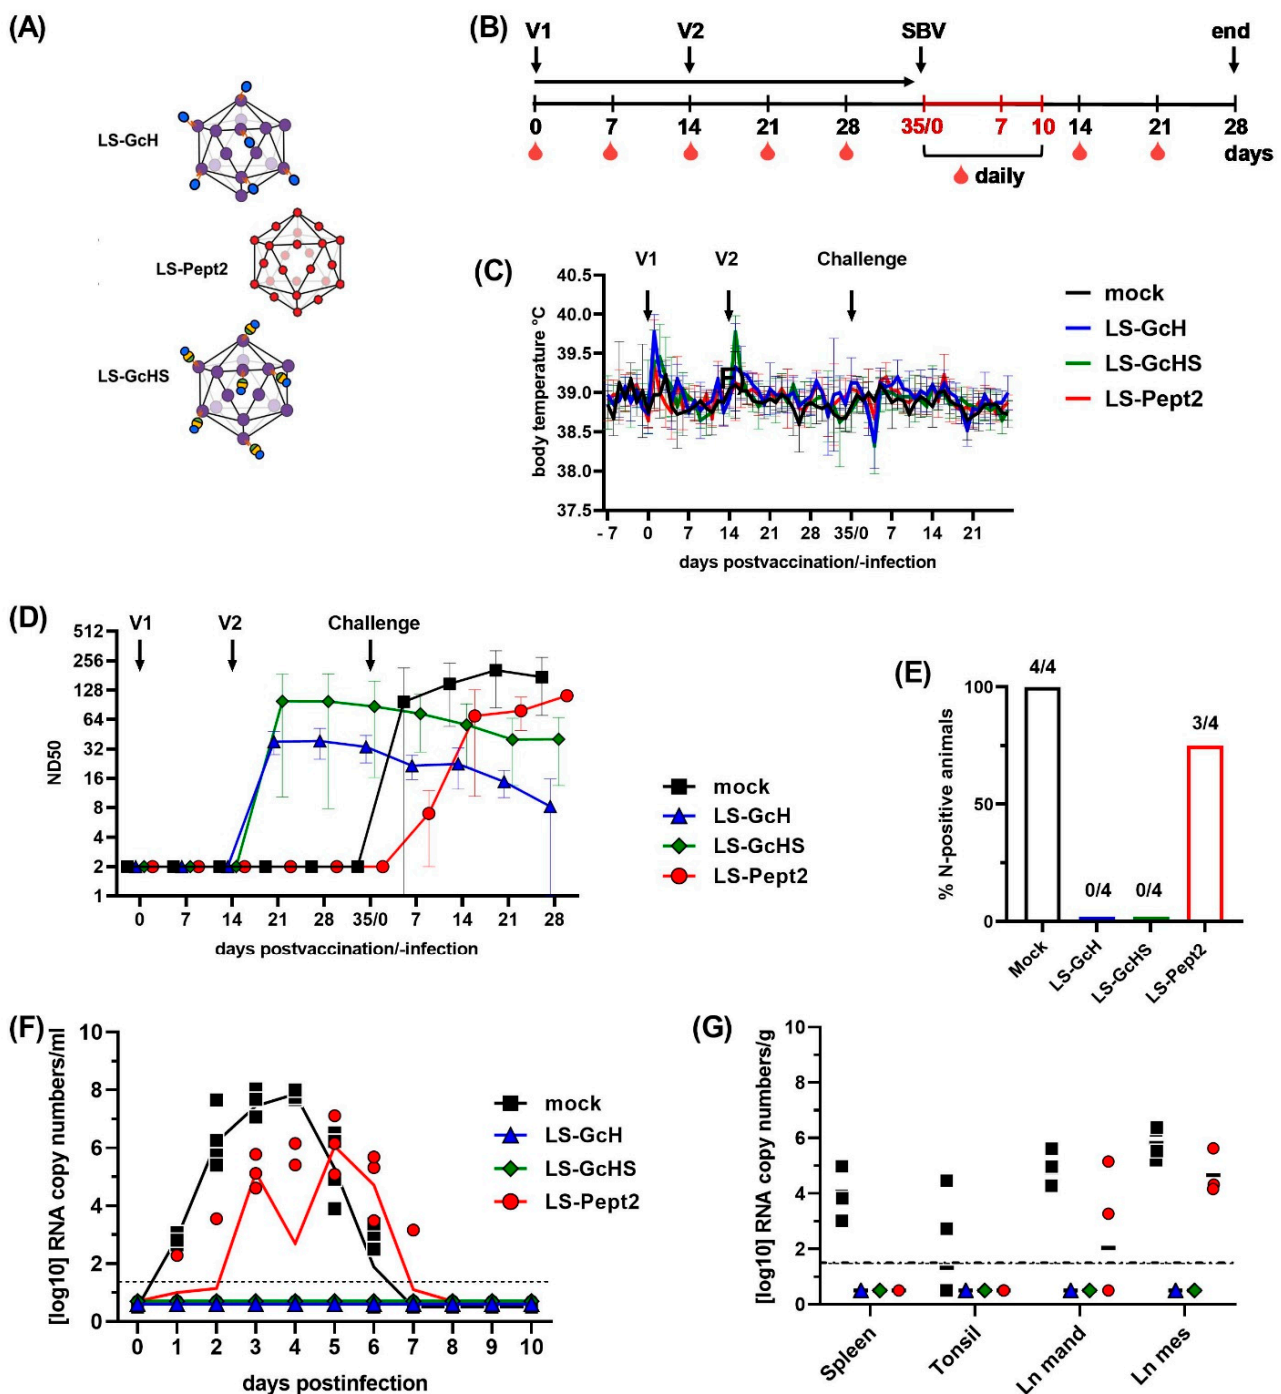 (A)
LS-GcH
LS-Pept2
LS-GcHS
(B)
V1 V2 SBV end
0 7 14 21 28 35/0 7 10 14 21 28
days
daily
(C)
V1 V2 Challenge
body temperature °C
40.5
40.0
39.5
39.0
38.5
38.0
37.5
- 7 0 7 14 21 28 35/0 7 14 21
days postvaccination/-infection
mock
LS-GcH
LS-GcHS
LS-Pept2
(D)
V1 V2 Challenge
ND50
512
256
128
64
32
16
8
4
2
1
0 7 14 21 28 35/0 7 14 21 28
days postvaccination/-infection
mock
LS-GcH
LS-GcHS
LS-Pept2
(E)
% N-positive animals
100
50
0
4/4
0/4
0/4
3/4
Mock
LS-GcH
LS-GcHS
LS-Pept2
(F)
[log10] RNA copy numbers/ml
10
8
6
4
2
0
0 1 2 3 4 5 6 7 8 9 10
days postinfection
mock
LS-GcH
LS-GcHS
LS-Pept2
(G)
[log10] RNA copy numbers/g
10
8
6
4
2
0
Spleen
Tonsil
Ln mand
Ln mes